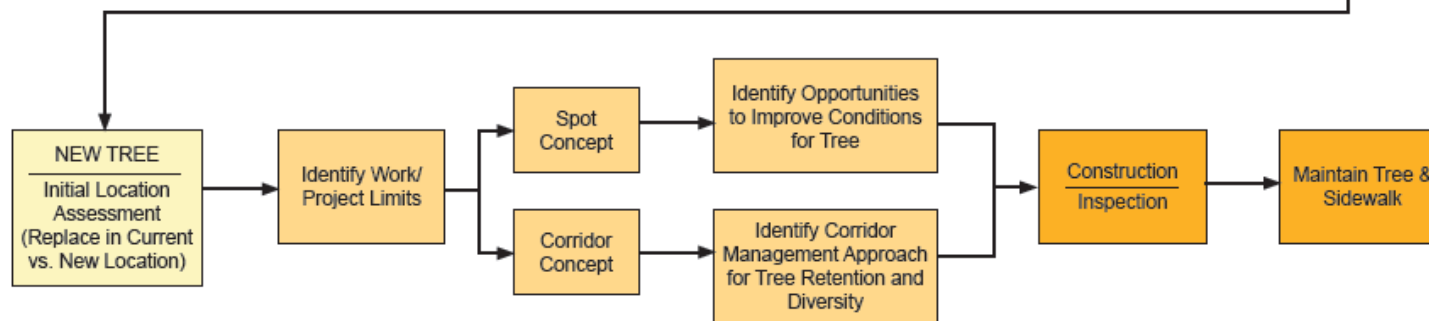 NEW TREE
Initial Location
Assessment
(Replace in Current
vs. New Location)
Identify Work/
Project Limits
Spot
Concept
Identify Opportunities
to Improve Conditions
for Tree
Corridor
Concept
Identify Corridor
Management Approach
for Tree Retention and
Diversity
Construction
Inspection
Maintain Tree &
Sidewalk